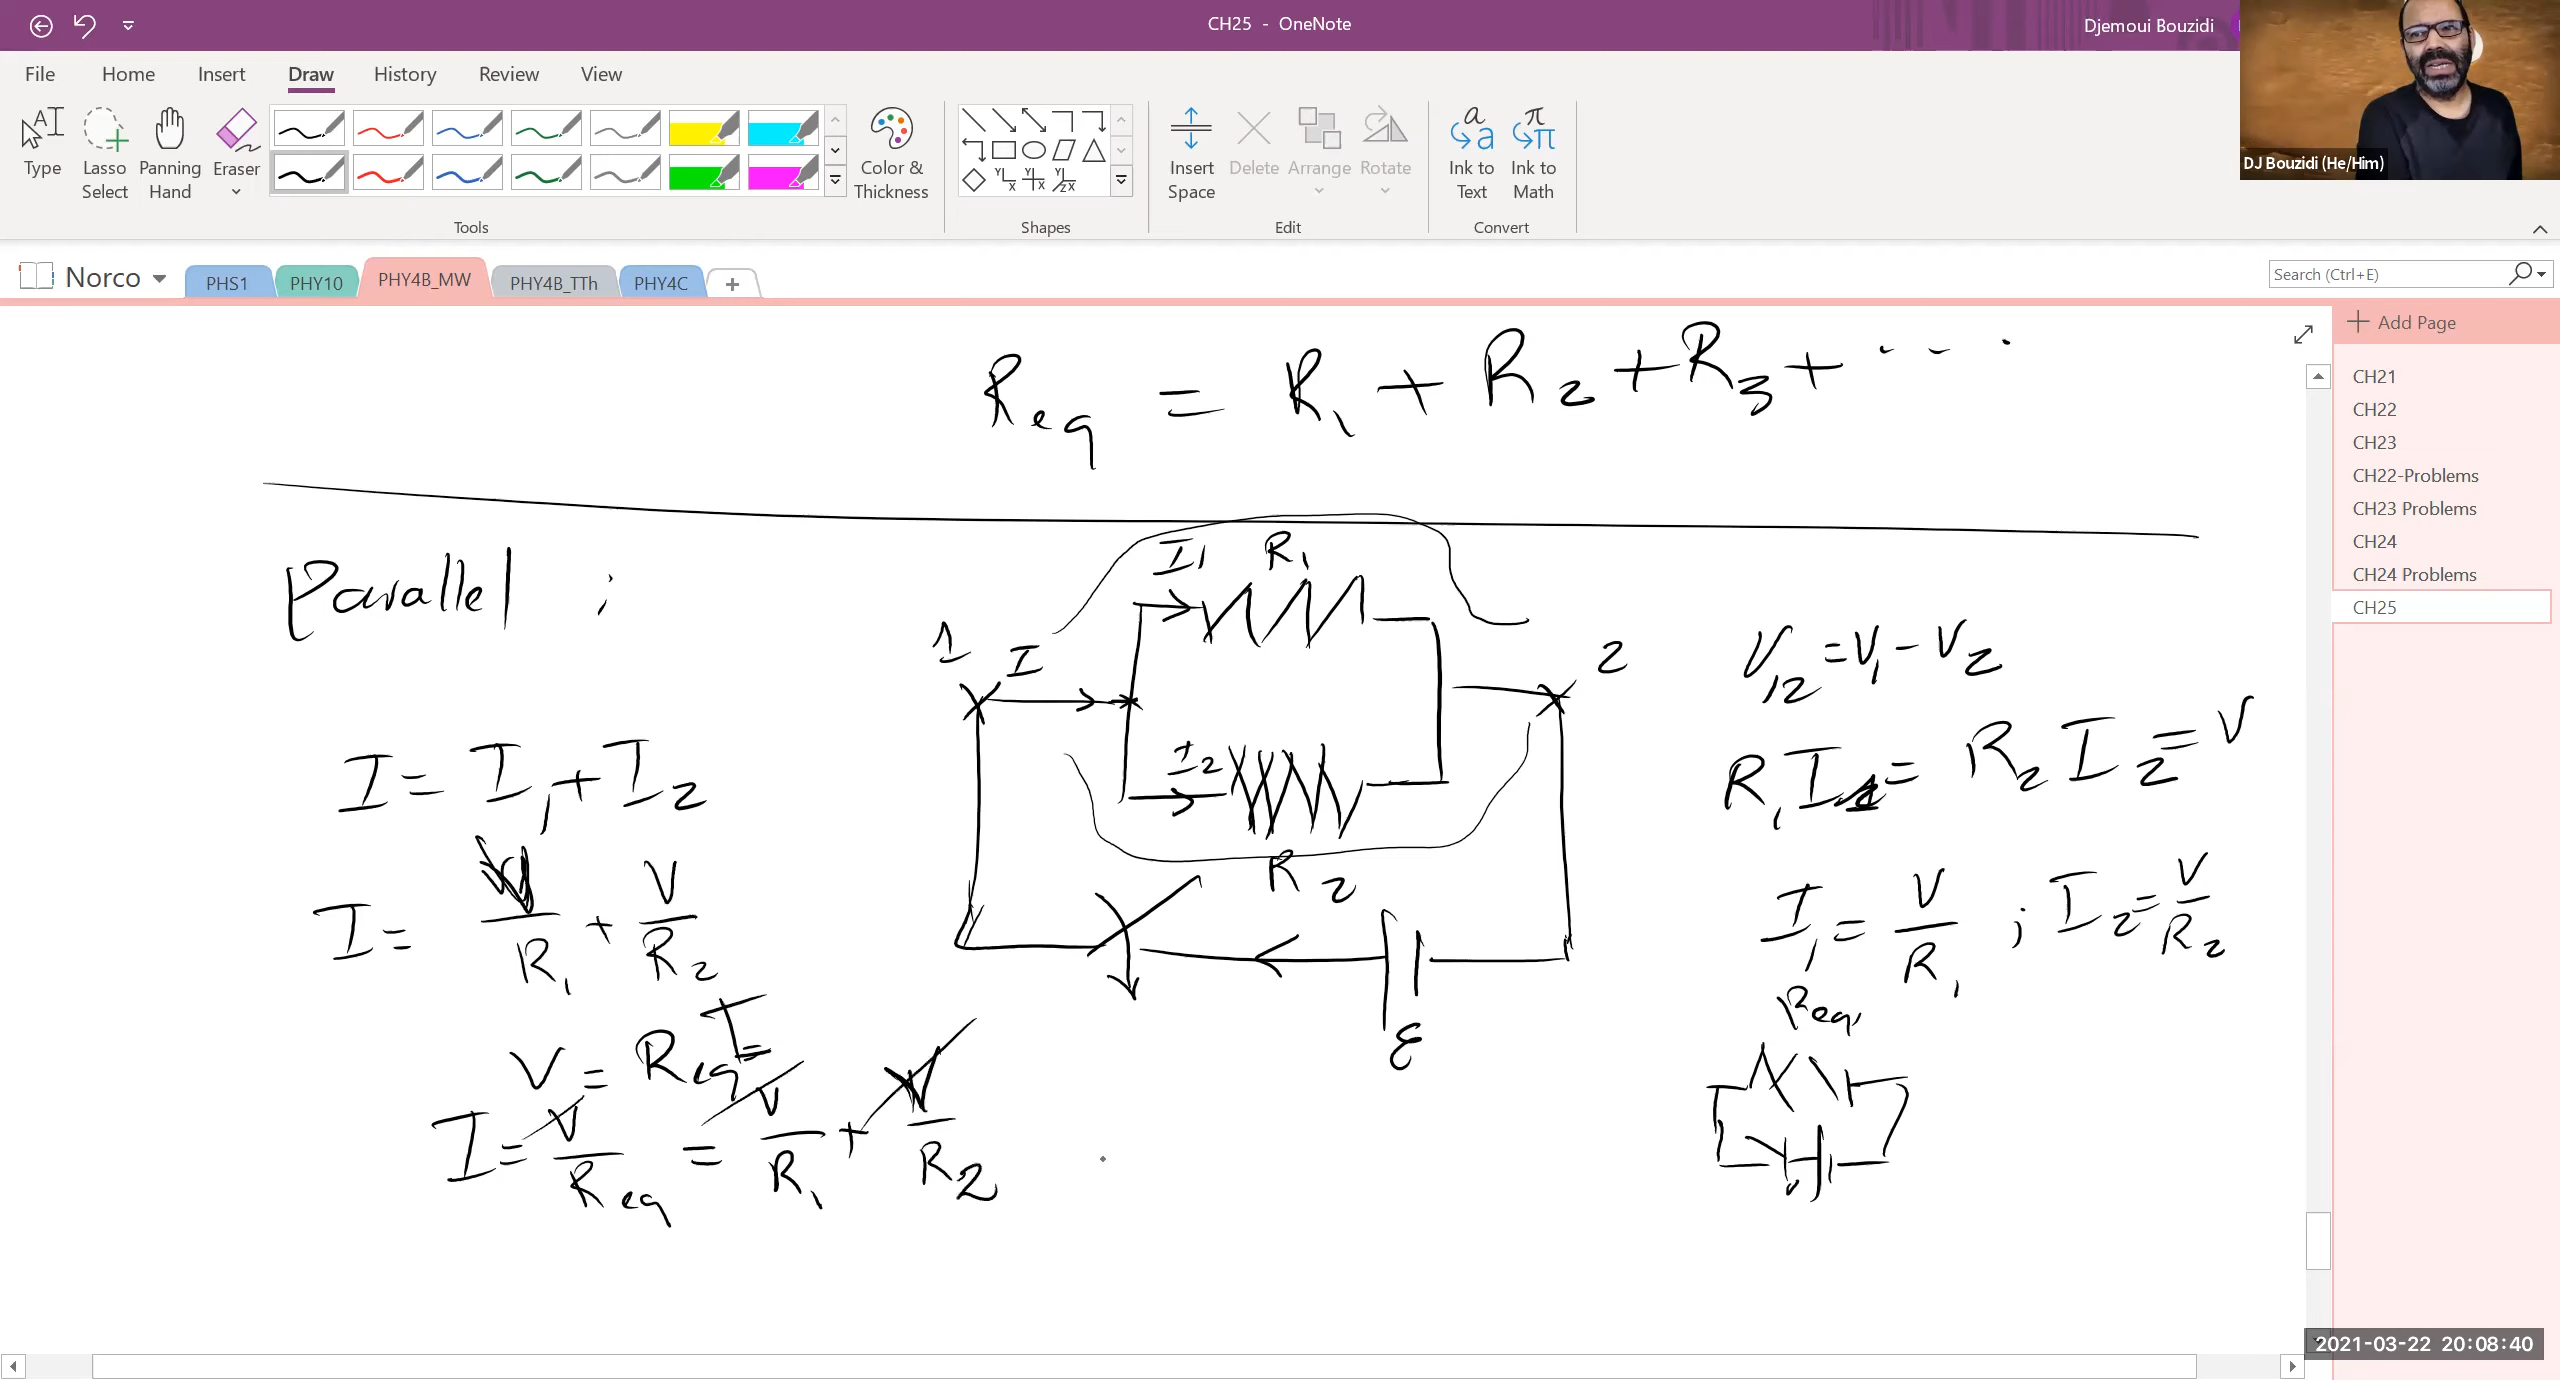 CH25 - OneNote
Djemoui Bouzidi
File Home Insert Draw History Review View
Type
Lasso Select
Panning Hand
Eraser
Color & Thickness
Insert Space
Delete
Arrange
Rotate
Ink to Text
Ink to Math
Tools
Shapes
Edit
Convert
DJ Bouzidi (He/Him)
Norco
PHS1
PHY10
PHY4B_MW
PHY4B_TTh
PHY4C
Search (Ctrl+E)
Add Page
CH21
CH22
CH23
CH22-Problems
CH23 Problems
CH24
CH24 Problems
CH25
Req = R1 + R2 + R3 + ...
Parallel ;
I1 R1
1 I
2
I2
R2
ε
I = I1 + I2
I = V/R1 + V/R2
V = Req I
I = V/Req = V/R1 + V/R2
V12 = V1 - V2
R1 I1 = R2 I2 = V
I1 = V/R1 ; I2 = V/R2
Req
2021-03-22 20:08:40